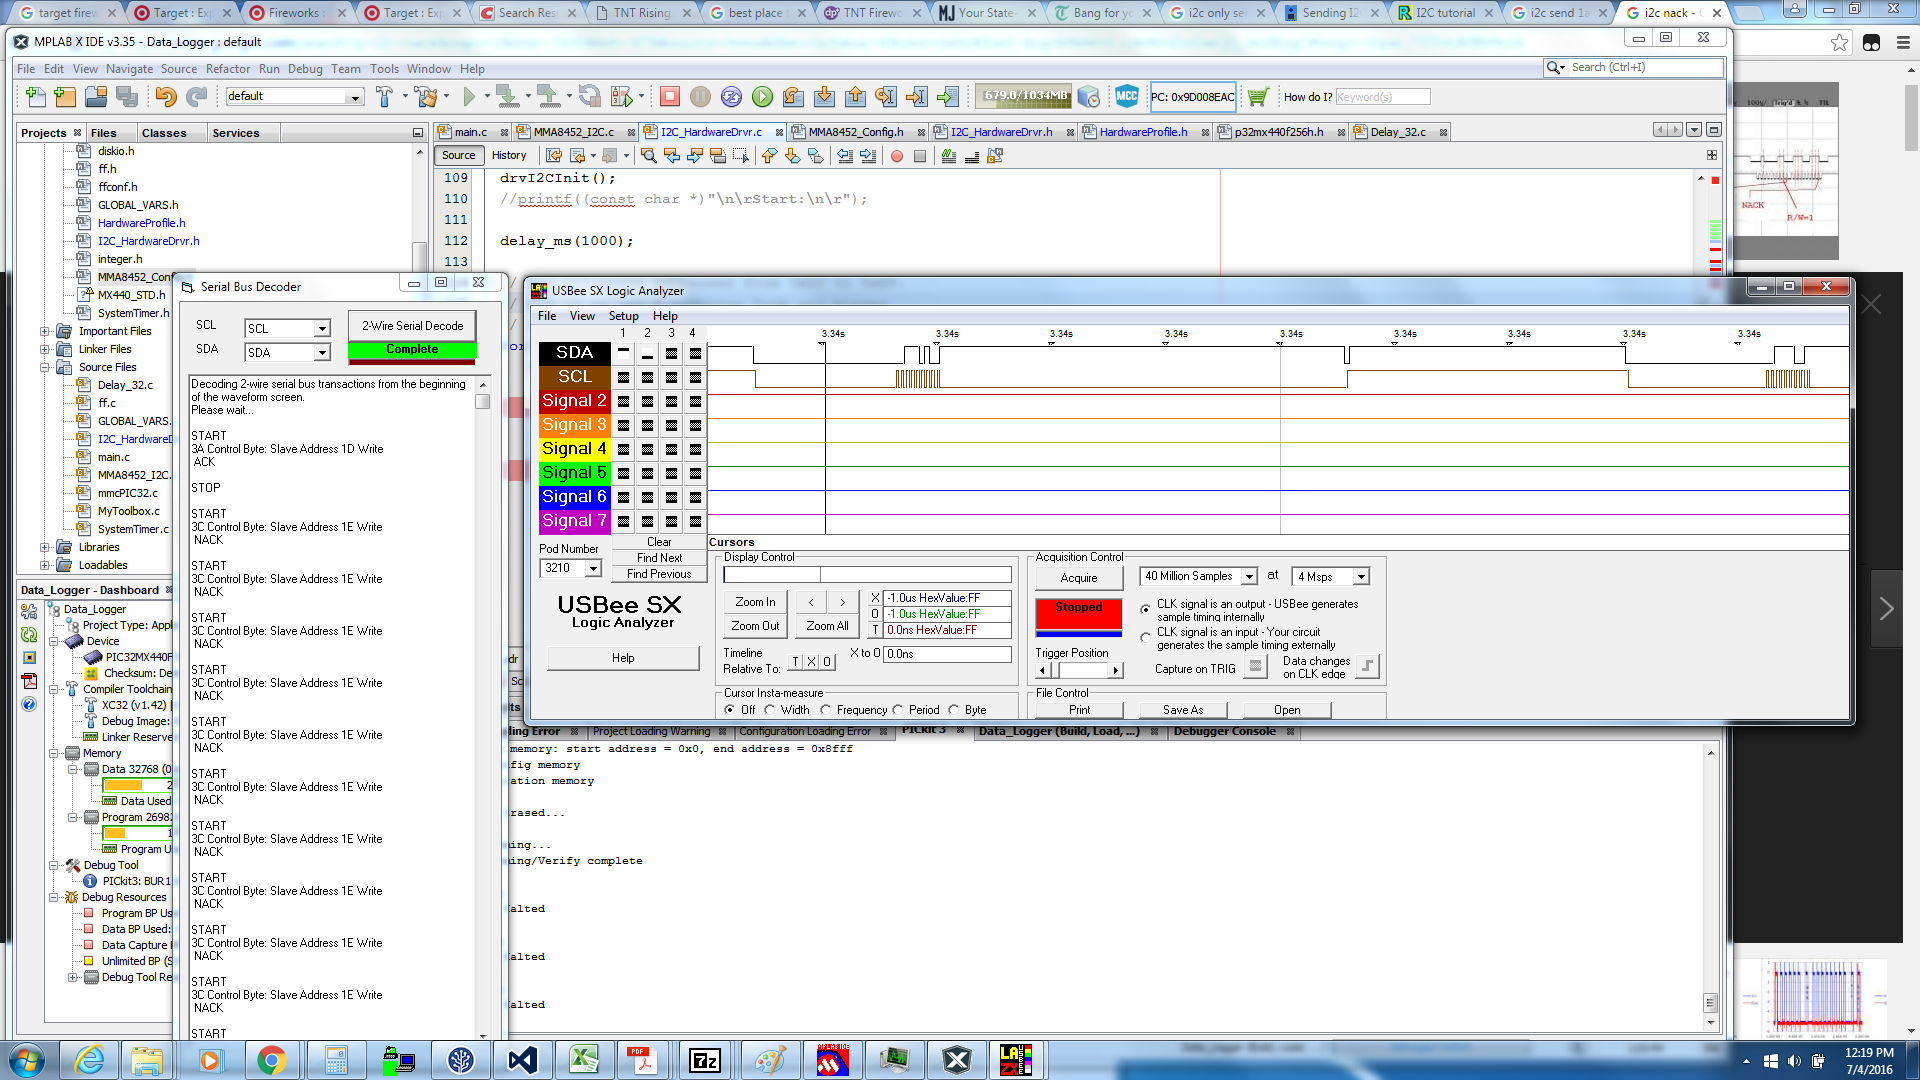 target firew
Target : Exp
Fireworks :
Target : Exp
Search Res
TNT Rising
best place t
TNT Firewo
Your State-
Bang for yo
i2c only se
Sending I2C
I2C tutorial
i2c send 1a
i2c nack - G
MPLAB X IDE v3.35 - Data_Logger : default
File Edit View Navigate Source Refactor Run Debug Team Tools Window Help
Search (Ctrl+I)
default
679.0/1034MB
MCC
PC: 0x9D008EAC
How do I?
Keyword(s)
Projects
Files
Classes
Services
main.c
MMA8452_I2C.c
I2C_HardwareDrvr.c
MMA8452_Config.h
I2C_HardwareDrvr.h
HardwareProfile.h
p32mx440f256h.h
Delay_32.c
Source
History
109 drvI2CInit();
110 //printf((const char *)"\n\rStart:\n\r");
111
112 delay_ms(1000);
113
diskio.h
ff.h
ffconf.h
GLOBAL_VARS.h
HardwareProfile.h
I2C_HardwareDrvr.h
integer.h
MMA8452_Conf
MX440_STD.h
SystemTimer.h
Important Files
Linker Files
Source Files
Delay_32.c
ff.c
GLOBAL_VARS.
I2C_HardwareD
main.c
MMA8452_I2C.
mmcPIC32.c
MyToolbox.c
SystemTimer.c
Libraries
Loadables
Data_Logger - Dashboard
Data_Logger
Project Type: Appl
Device
PIC32MX440F
Checksum: De
Compiler Toolchain
XC32 (v1.42) [
Debug Image:
Linker Reserve
Memory
Data 32768 (0
2
Data Used
Program 26982
1
Program U
Debug Tool
PICkit3: BUR1
Debug Resources
Program BP Us
Data BP Used:
Data Capture B
Unlimited BP (S
Debug Tool Re
Serial Bus Decoder
SCL
SCL
SDA
SDA
2-Wire Serial Decode
Complete
Decoding 2-wire serial bus transactions from the beginning
of the waveform screen.
Please wait...
START
3A Control Byte: Slave Address 1D Write
ACK
STOP
START
3C Control Byte: Slave Address 1E Write
NACK
START
3C Control Byte: Slave Address 1E Write
NACK
START
3C Control Byte: Slave Address 1E Write
NACK
START
3C Control Byte: Slave Address 1E Write
NACK
START
3C Control Byte: Slave Address 1E Write
NACK
START
3C Control Byte: Slave Address 1E Write
NACK
START
3C Control Byte: Slave Address 1E Write
NACK
START
3C Control Byte: Slave Address 1E Write
NACK
START
3C Control Byte: Slave Address 1E Write
NACK
START
3C Control Byte: Slave Address 1E Write
NACK
START
USBee SX Logic Analyzer
File View Setup Help
1 2 3 4
3.34s 3.34s 3.34s 3.34s 3.34s 3.34s 3.34s 3.34s 3.34s
SDA
SCL
Signal 2
Signal 3
Signal 4
Signal 5
Signal 6
Signal 7
Clear
Find Next
Find Previous
Pod Number
3210
USBee SX
Logic Analyzer
Help
Cursors
Display Control
Zoom In
< >
Zoom Out
Zoom All
X -1.0us HexValue:FF
O -1.0us HexValue:FF
T 0.0ns HexValue:FF
Timeline
Relative To:
T X O
X to O 0.0ns
Cursor Insta-measure
Off Width Frequency Period Byte
Acquisition Control
Acquire
40 Million Samples
at
4 Msps
Stopped
CLK signal is an output - USBee generates
sample timing internally
CLK signal is an input - Your circuit
generates the sample timing externally
Trigger Position
Capture on TRIG
Data changes
on CLK edge
File Control
Print
Save As
Open
ding Error
Project Loading Warning
Configuration Loading Error
PICkit 3
Data_Logger (Build, Load, ...)
Debugger Console
memory: start address = 0x0, end address = 0x8fff
fig memory
ation memory
rased...
ing...
ing/Verify complete
alted
alted
alted
NACK
R/W=1
12:19 PM
7/4/2016